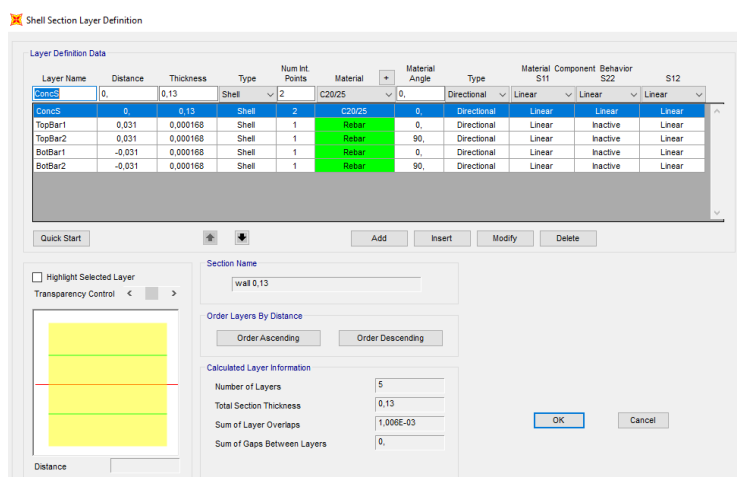 Shell Section Layer Definition
Layer Definition Data
Num Int. Material Material Component Behavior
Layer Name Distance Thickness Type Points Material + Angle Type S11 S22 S12
ConcS 0, 0,13 Shell 2 C20/25 0, Directional Linear Linear Linear
ConcS 0, 0,13 Shell 2 C20/25 0, Directional Linear Linear Linear
TopBar1 0,031 0,000168 Shell 1 Rebar 0, Directional Linear Inactive Linear
TopBar2 0,031 0,000168 Shell 1 Rebar 90, Directional Linear Inactive Linear
BotBar1 -0,031 0,000168 Shell 1 Rebar 0, Directional Linear Inactive Linear
BotBar2 -0,031 0,000168 Shell 1 Rebar 90, Directional Linear Inactive Linear
Quick Start Add Insert Modify Delete
Highlight Selected Layer
Transparency Control < >
Section Name
wall 0,13
Order Layers By Distance
Order Ascending Order Descending
Calculated Layer Information
Number of Layers 5
Total Section Thickness 0,13
Sum of Layer Overlaps 1,006E-03
Sum of Gaps Between Layers 0,
OK Cancel
Distance